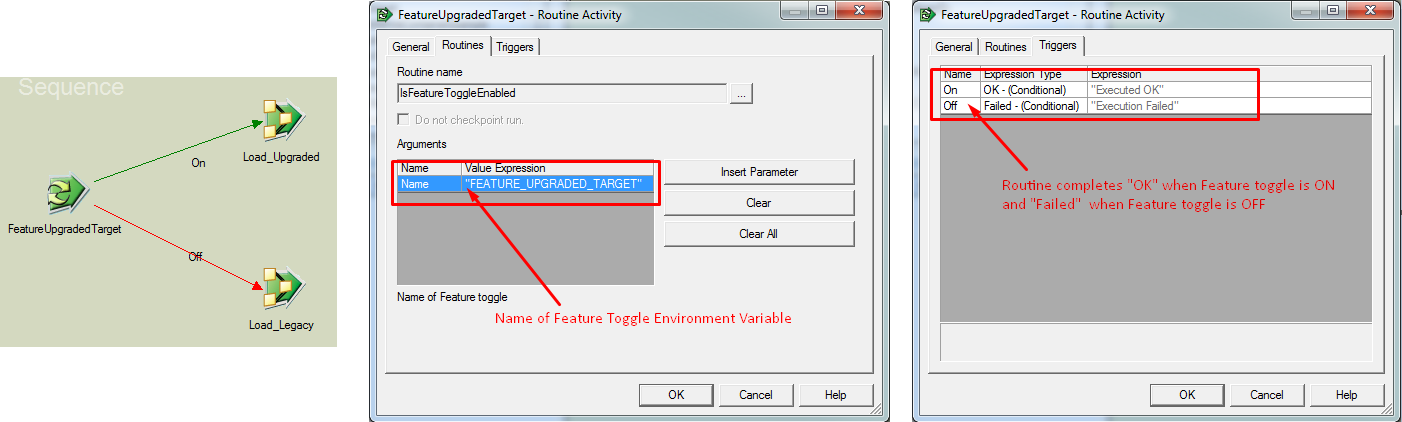 Sequence
On
Load_Upgraded
FeatureUpgradedTarget
Off
Load_Legacy
FeatureUpgradedTarget - Routine Activity
General Routines Triggers
Routine name
IsFeatureToggleEnabled ...
Do not checkpoint run.
Arguments
Name Value Expression
Name "FEATURE_UPGRADED_TARGET"
Insert Parameter
Clear
Clear All
Name of Feature toggle
Name of Feature Toggle Environment Variable
OK Cancel Help
FeatureUpgradedTarget - Routine Activity
General Routines Triggers
Name Expression Type Expression
On OK - (Conditional) "Executed OK"
Off Failed - (Conditional) "Execution Failed"
Routine completes "OK" when Feature toggle is ON
and "Failed" when Feature toggle is OFF
OK Cancel Help